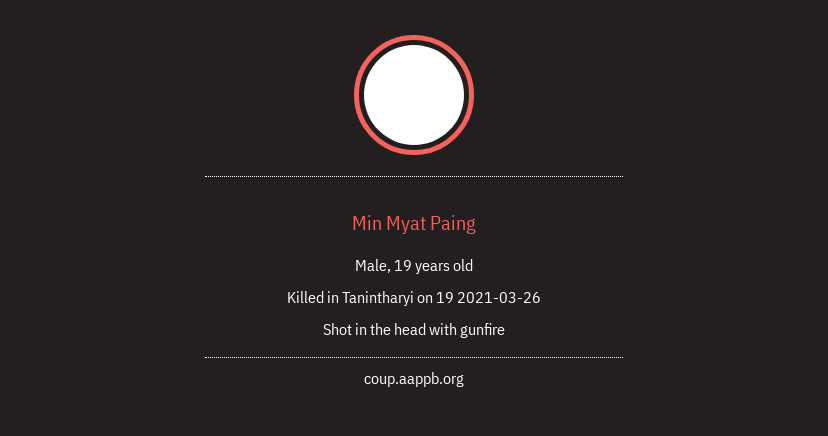 Min Myat Paing
Male, 19 years old
Killed in Tanintharyi on 19 2021-03-26
Shot in the head with gunfire
coup.aappb.org